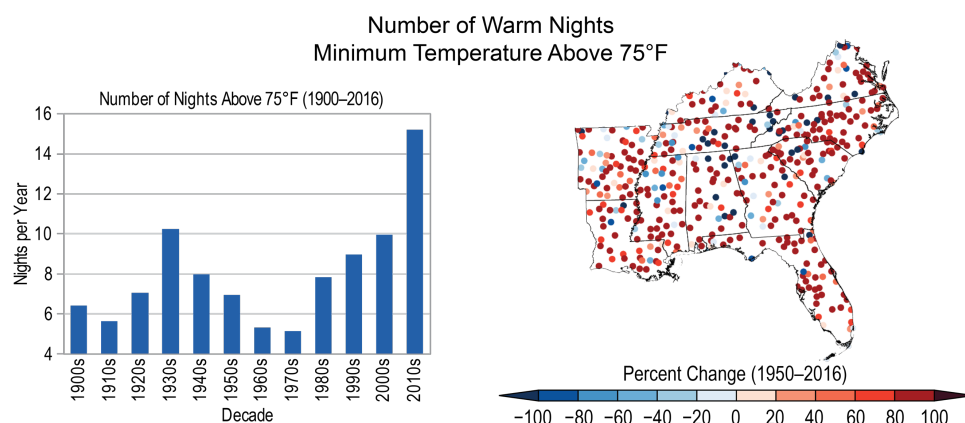 Number of Warm Nights
Minimum Temperature Above 75°F
Number of Nights Above 75°F (1900–2016)
16
14
12
10
8
6
4
Nights per Year
1900s
1910s
1920s
1930s
1940s
1950s
1960s
1970s
1980s
1990s
2000s
2010s
Decade
Percent Change (1950–2016)
−100 −80 −60 −40 −20 0 20 40 60 80 100